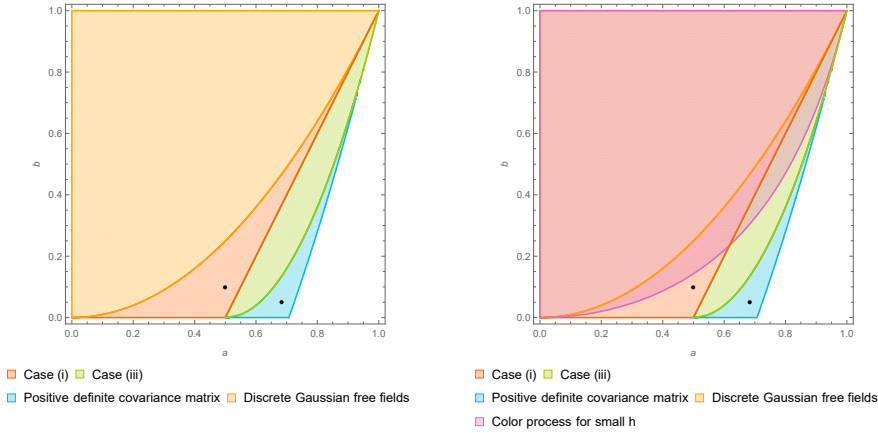 1.0
0.8
0.6
0.4
0.2
0.0
b
0.0 0.2 0.4 0.6 0.8 1.0
a
Case (i) Case (iii)
Positive definite covariance matrix Discrete Gaussian free fields
1.0
0.8
0.6
0.4
0.2
0.0
b
0.0 0.2 0.4 0.6 0.8 1.0
a
Case (i) Case (iii)
Positive definite covariance matrix Discrete Gaussian free fields
Color process for small h